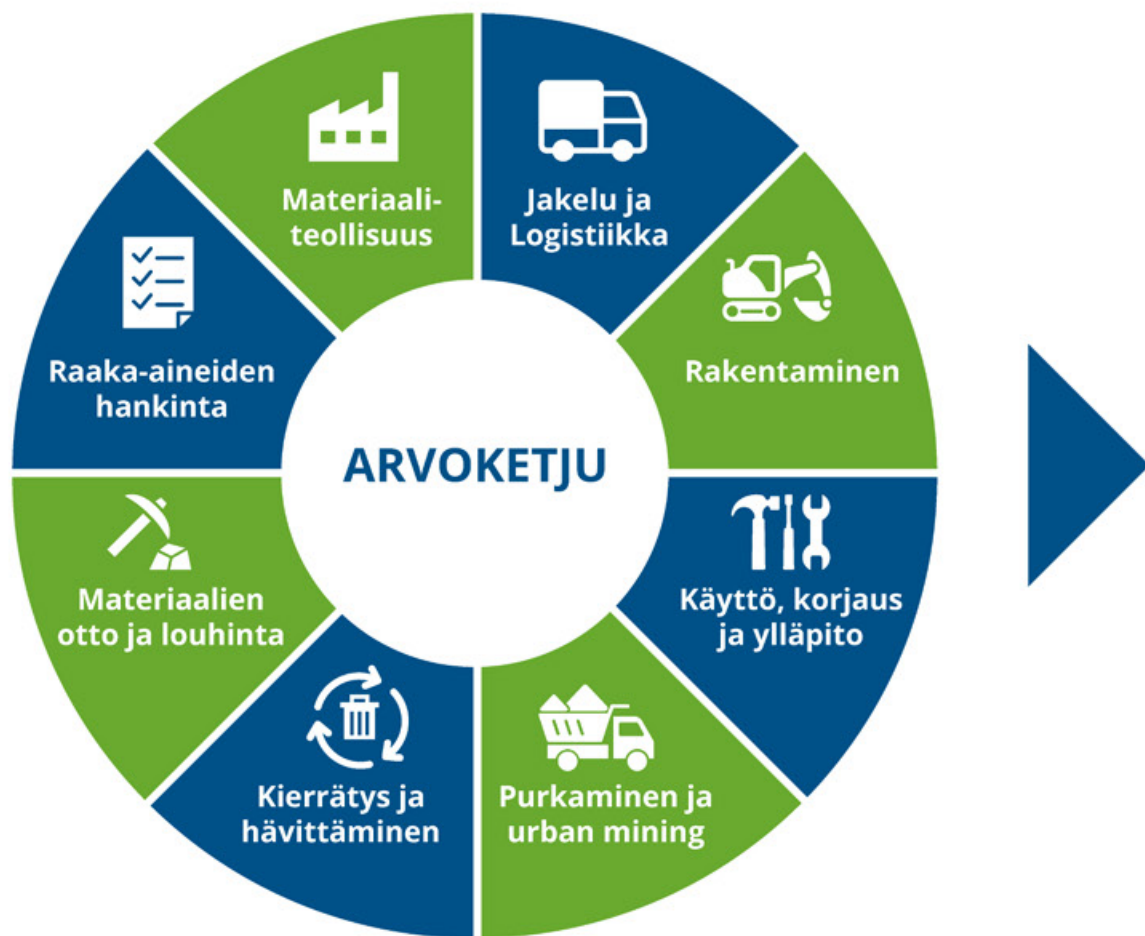 Materiaali-
teollisuus
Jakelu ja
Logistiikka
Raaka-aineiden
hankinta
Rakentaminen
ARVOKETJU
Materiaalien
otto ja louhinta
Käyttö, korjaus
ja ylläpito
Kierrätys ja
hävittäminen
Purkaminen ja
urban mining